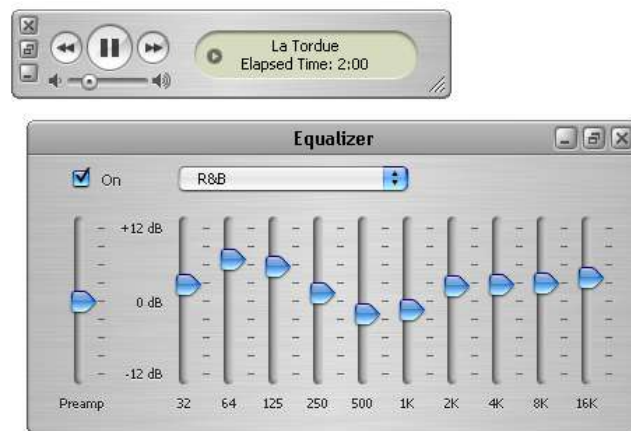 La Tordue
Elapsed Time: 2:00
Equalizer
On
R&B
+12 dB
0 dB
-12 dB
Preamp 32 64 125 250 500 1K 2K 4K 8K 16K